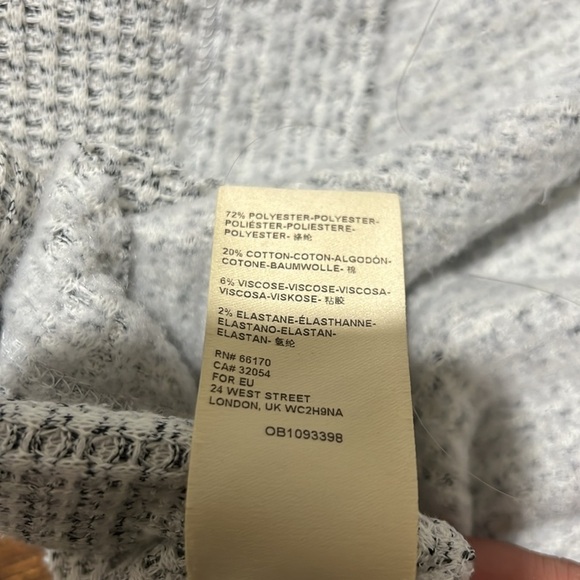 72% POLYESTER-POLYESTER-
POLIÉSTER-POLIESTERE-
POLYESTER- 涤纶
20% COTTON-COTON-ALGODÓN-
COTONE-BAUMWOLLE- 棉
6% VISCOSE-VISCOSE-VISCOSA-
VISCOSA-VISKOSE- 粘胶
2% ELASTANE-ÉLASTHANNE-
ELASTANO-ELASTAN-
ELASTAN- 氨纶
RN# 66170
CA# 32054
FOR EU
24 WEST STREET
LONDON, UK WC2H9NA
OB1093398